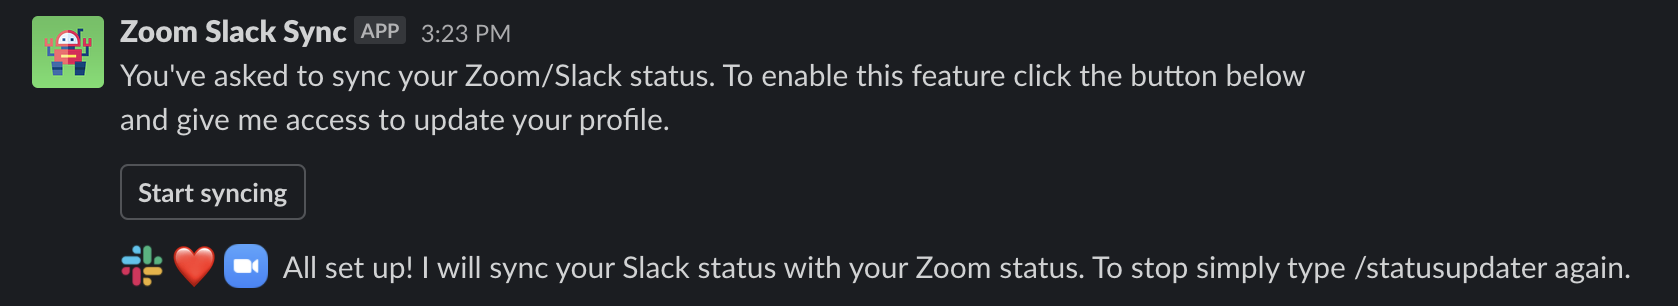 Zoom Slack Sync APP 3:23 PM
You've asked to sync your Zoom/Slack status. To enable this feature click the button below
and give me access to update your profile.
Start syncing
All set up! I will sync your Slack status with your Zoom status. To stop simply type /statusupdater again.